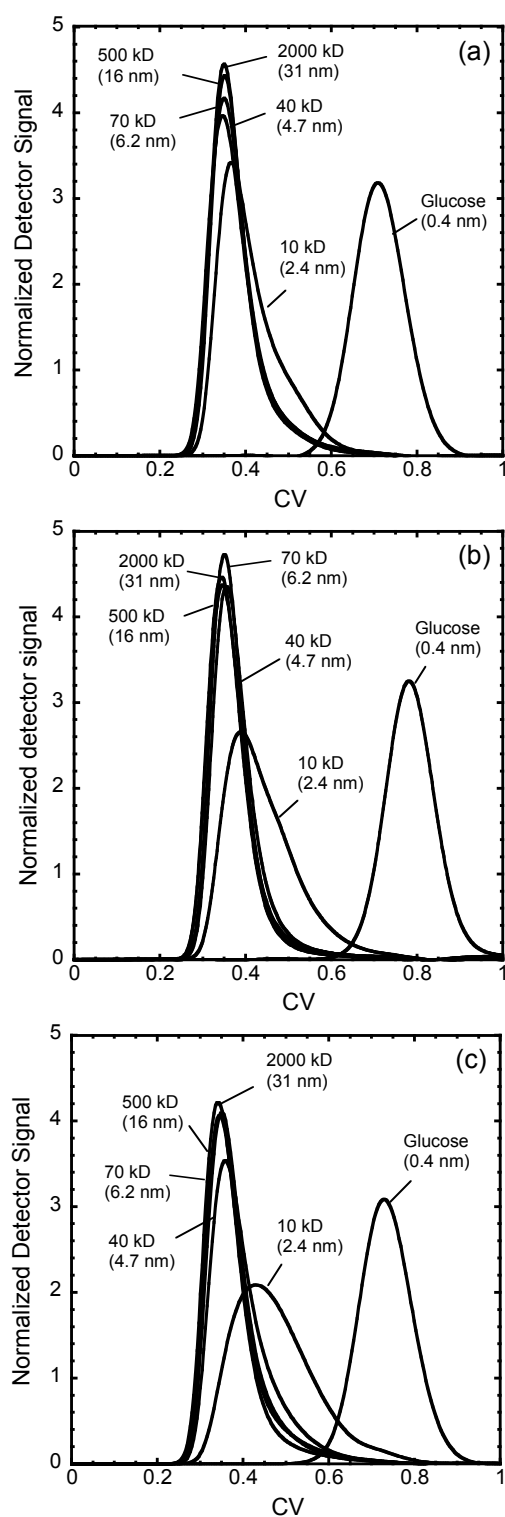 (a)
5
4
3
2
1
0
Normalized Detector Signal
500 kD
(16 nm)
2000 kD
(31 nm)
70 kD
(6.2 nm)
40 kD
(4.7 nm)
10 kD
(2.4 nm)
Glucose
(0.4 nm)
0 0.2 0.4 0.6 0.8 1
CV
(b)
5
4
3
2
1
0
Normalized detector signal
2000 kD
(31 nm)
500 kD
(16 nm)
70 kD
(6.2 nm)
40 kD
(4.7 nm)
10 kD
(2.4 nm)
Glucose
(0.4 nm)
0 0.2 0.4 0.6 0.8 1
CV
(c)
5
4
3
2
1
0
Normalized Detector Signal
2000 kD
(31 nm)
500 kD
(16 nm)
70 kD
(6.2 nm)
40 kD
(4.7 nm)
10 kD
(2.4 nm)
Glucose
(0.4 nm)
0 0.2 0.4 0.6 0.8 1
CV